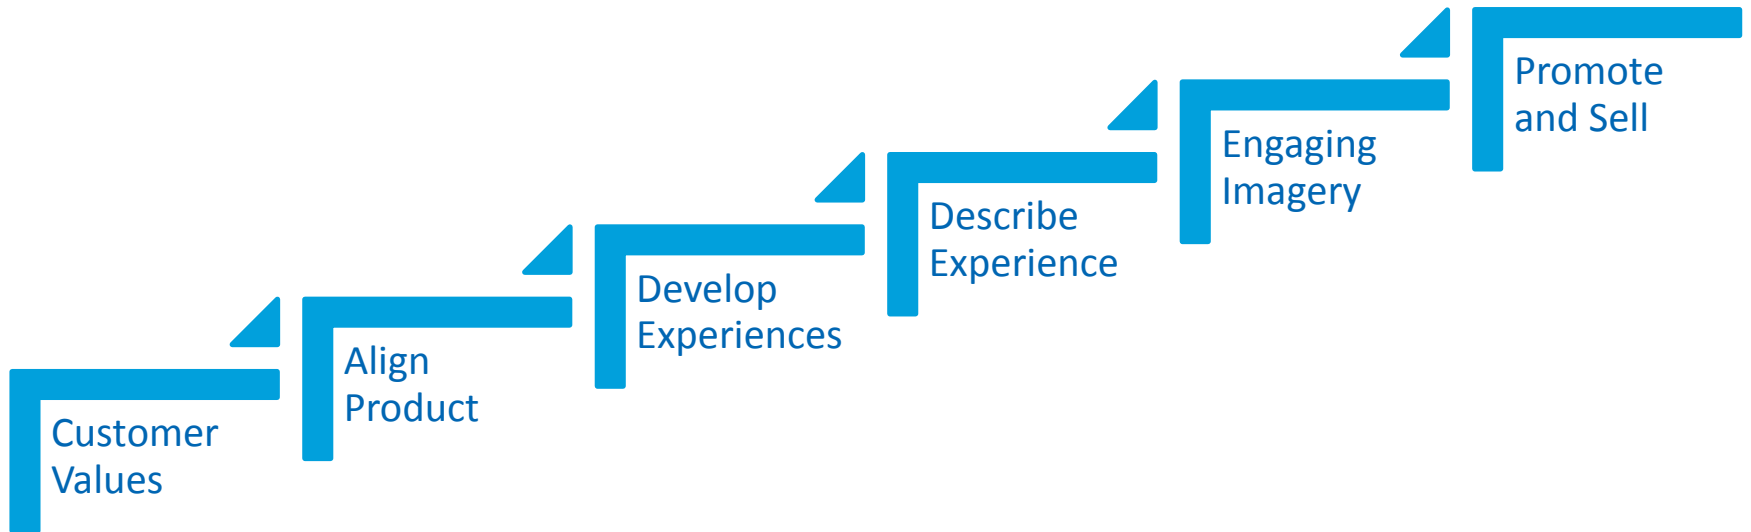 Customer
Values
Align
Product
Develop
Experiences
Describe
Experience
Engaging
Imagery
Promote
and Sell